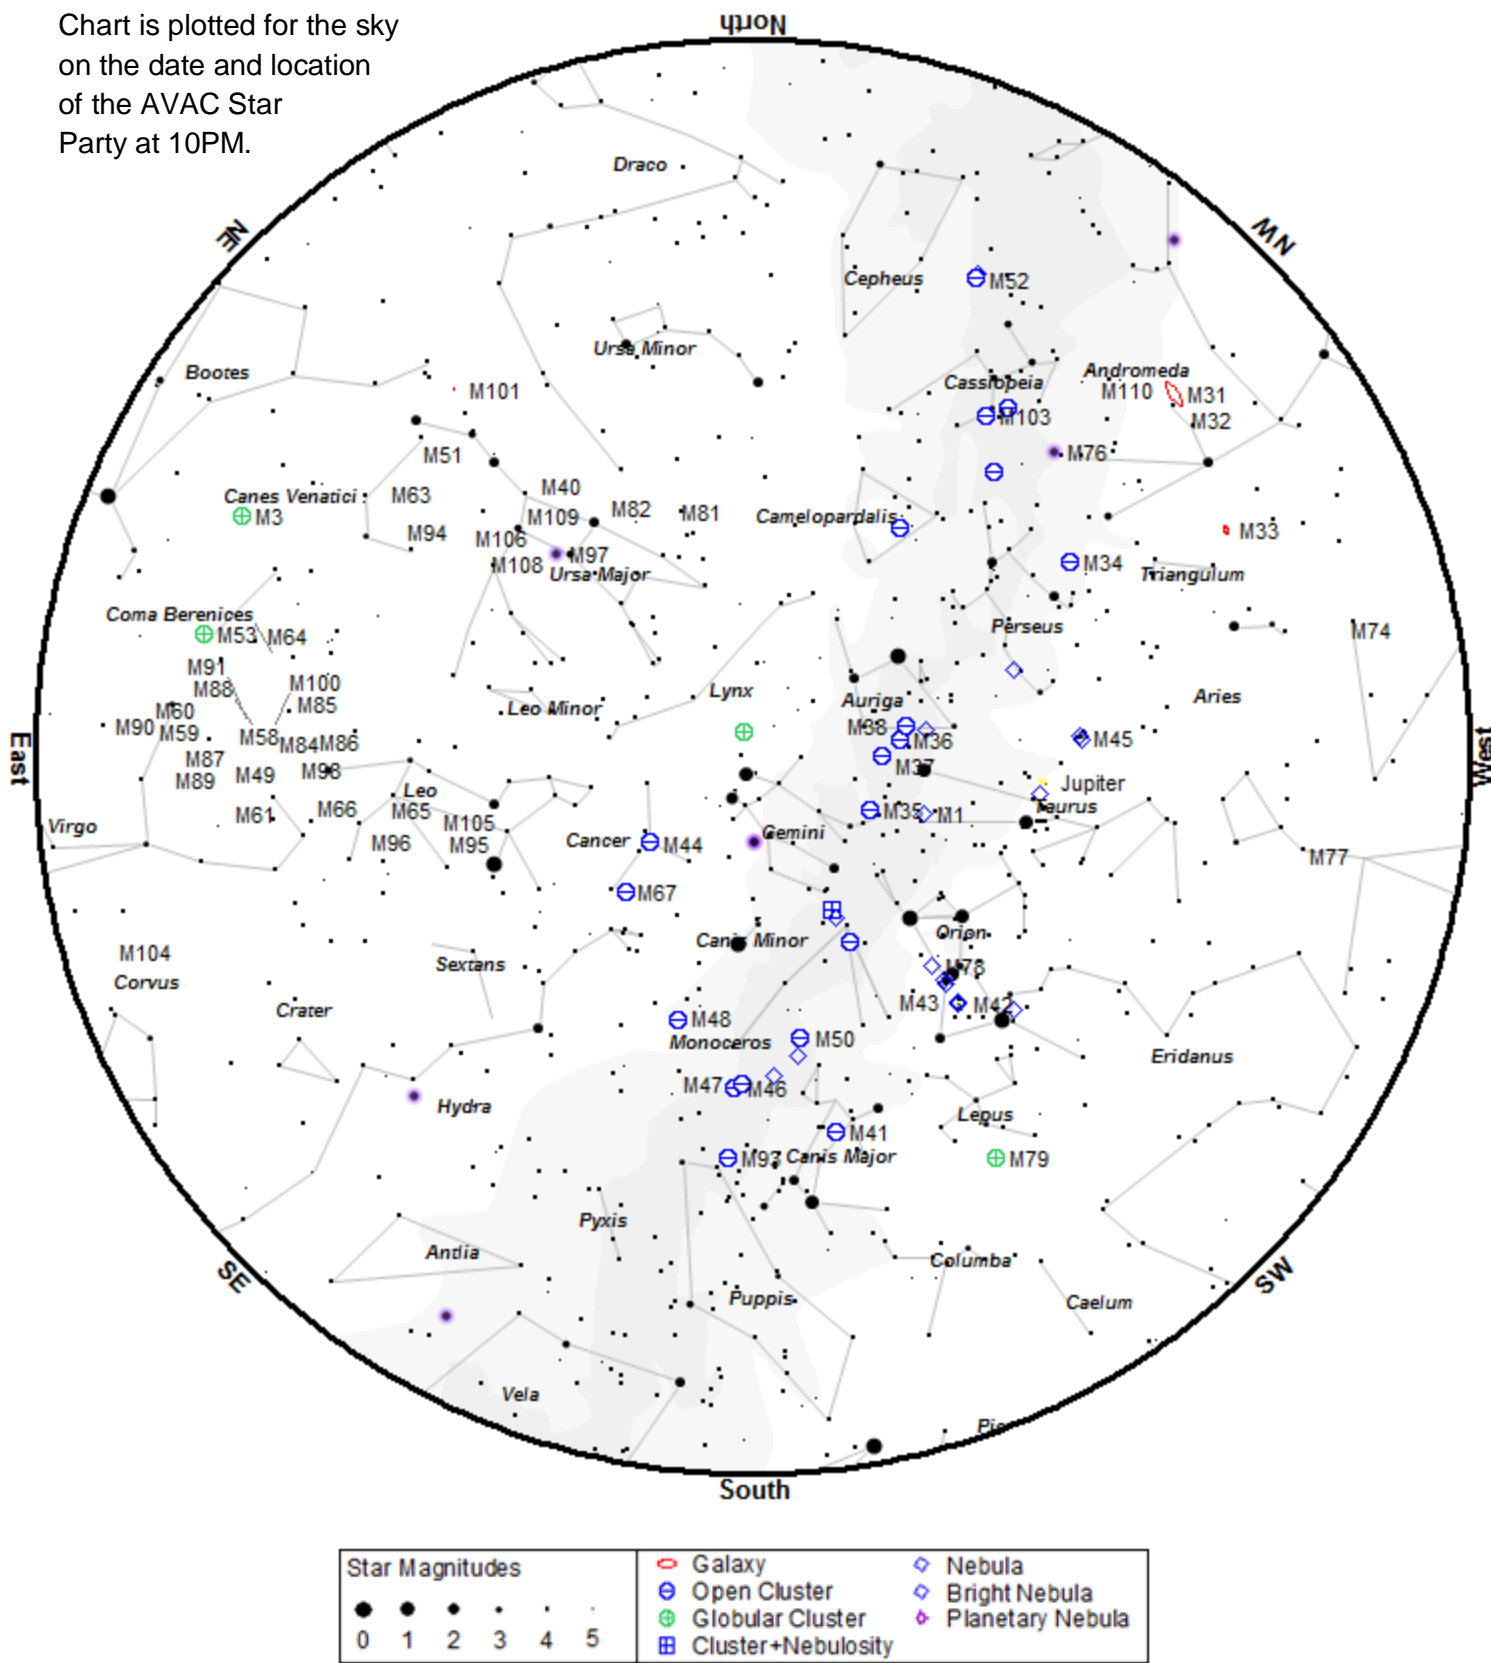 Chart is plotted for the sky
on the date and location
of the AVAC Star
Party at 10PM.
North
NE
NW
Draco
Cepheus
M52
Ursa Minor
Bootes
M101
Cassiopeia
Andromeda
M110
M31
M103
M32
M51
M76
Canes Venatici
M63
M40
M82
M81
M3
M109
Camelopardalis
M94
M106
M33
M97
M108
Ursa Major
M34
Triangulum
Coma Berenices
M53
M64
Perseus
M74
M91
M88
M100
M85
Lynx
Auriga
Aries
M60
Leo Minor
M90
M59
M58
M84
M86
M38
M36
M45
East
West
M87
M89
M49
M98
M37
Jupiter
Leo
Taurus
M61
M66
M65
M105
M35
M1
Virgo
M96
M95
Cancer
M44
Gemini
M77
M67
Canis Minor
Orion
M104
Corvus
Sextans
M78
Crater
M43
M42
M48
Monoceros
M50
Eridanus
M47
M46
Hydra
Lepus
M41
M93
Canis Major
M79
Pyxis
Antlia
Columba
SE
SW
Puppis
Caelum
Vela
South
Star Magnitudes
0 1 2 3 4 5
Galaxy
Open Cluster
Globular Cluster
Cluster+Nebulosity
Nebula
Bright Nebula
Planetary Nebula